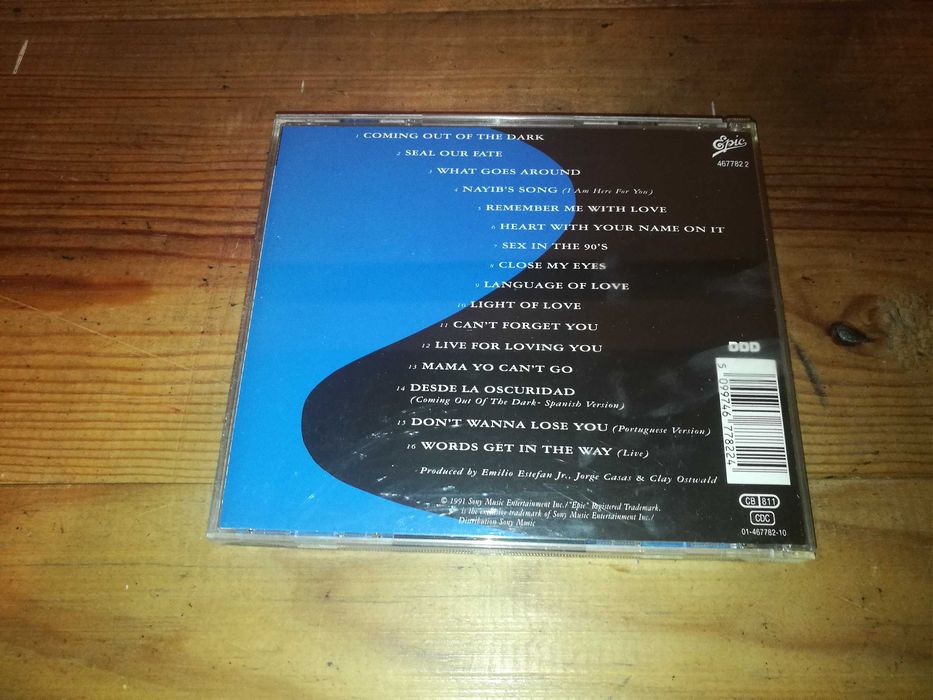 1 COMING OUT OF THE DARK
2 SEAL OUR FATE
3 WHAT GOES AROUND
4 NAYIB'S SONG (I Am Here For You)
5 REMEMBER ME WITH LOVE
6 HEART WITH YOUR NAME ON IT
7 SEX IN THE 90'S
8 CLOSE MY EYES
9 LANGUAGE OF LOVE
10 LIGHT OF LOVE
11 CAN'T FORGET YOU
12 LIVE FOR LOVING YOU
13 MAMA YO CAN'T GO
14 DESDE LA OSCURIDAD
(Coming Out Of The Dark- Spanish Version)
15 DON'T WANNA LOSE YOU (Portuguese Version)
16 WORDS GET IN THE WAY (Live)
Produced by Emilio Estefan Jr., Jorge Casas & Clay Ostwald
© 1991 Sony Music Entertainment Inc./"Epic" Registered Trademark.
is the exclusive trademark of Sony Music Entertainment Inc./
Distribution Sony Music
Epic
467782 2
DDD
5 099746 778224
CB 811
CDC
01-467782-10